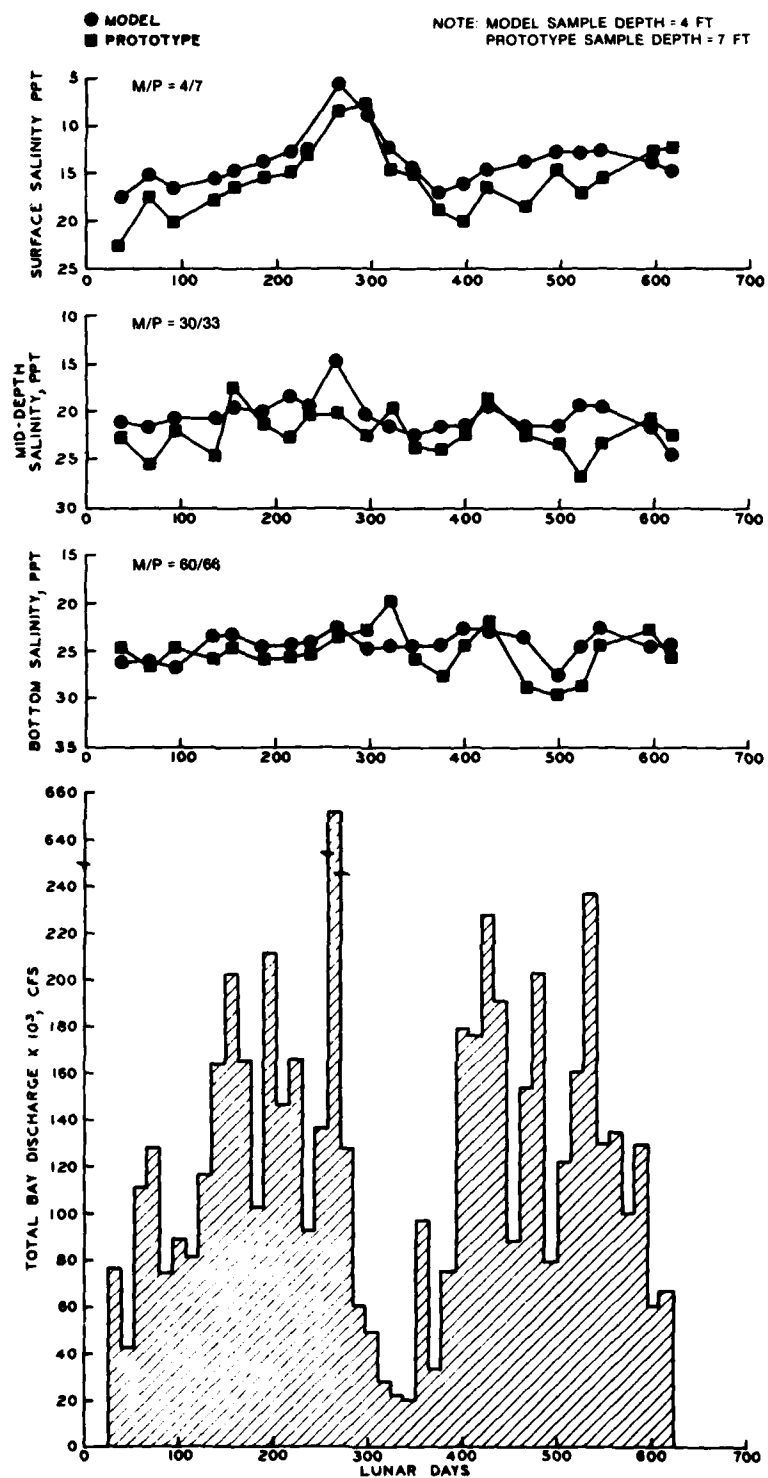 ● MODEL
■ PROTOTYPE
NOTE: MODEL SAMPLE DEPTH = 4 FT
PROTOTYPE SAMPLE DEPTH = 7 FT
M/P = 4/7
SURFACE SALINITY PPT
5
10
15
20
25
0 100 200 300 400 500 600 700
M/P = 30/33
MID-DEPTH
SALINITY, PPT
10
15
20
25
30
0 100 200 300 400 500 600 700
M/P = 60/66
BOTTOM SALINITY, PPT
15
20
25
30
35
0 100 200 300 400 500 600 700
TOTAL BAY DISCHARGE X 10³, CFS
660
640
240
220
200
180
160
140
120
100
80
60
40
20
0
0 100 200 300 400 500 600 700
LUNAR DAYS